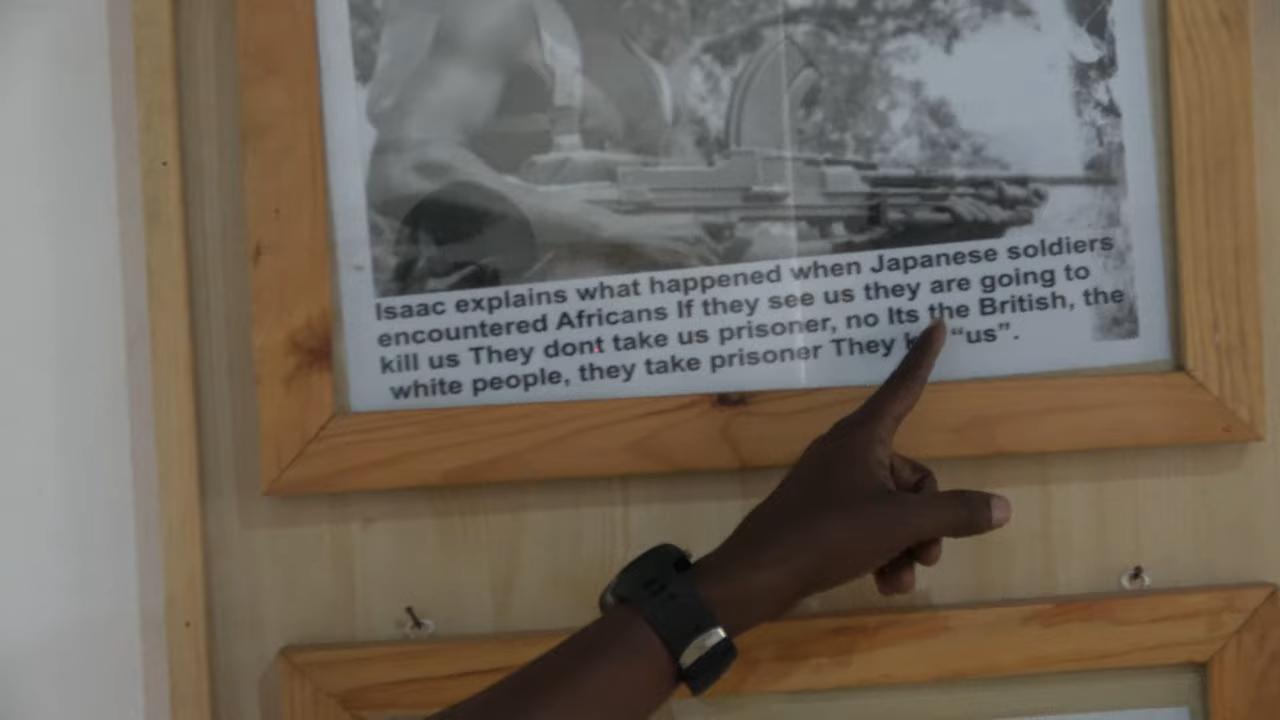 Isaac explains what happened when Japanese soldiers
encountered Africans If they see us they are going to
kill us They dont take us prisoner, no Its the British, the
white people, they take prisoner They “us”.